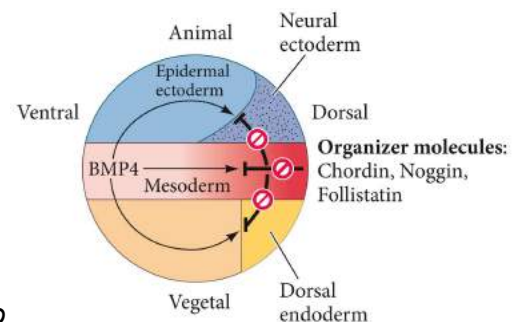 Animal
Neural
ectoderm
Epidermal
ectoderm
Ventral
Dorsal
Organizer molecules:
Chordin, Noggin,
Follistatin
BMP4
Mesoderm
Vegetal
Dorsal
endoderm